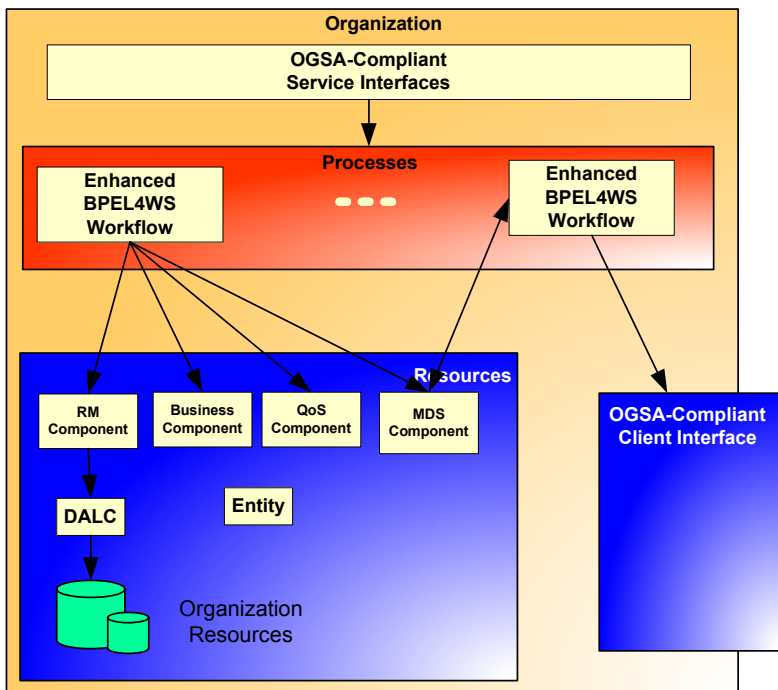 Organization
OGSA-Compliant
Service Interfaces
Processes
Enhanced
BPEL4WS
Workflow
Enhanced
BPEL4WS
Workflow
Resources
RM
Component
Business
Component
QoS
Component
MDS
Component
OGSA-Compliant
Client Interface
DALC
Entity
Organization
Resources